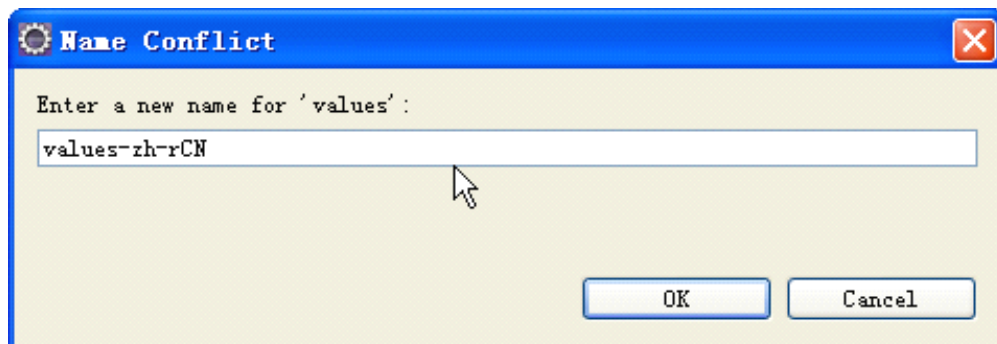 Name Conflict
Enter a new name for 'values':
values-zh-rCN
OK Cancel